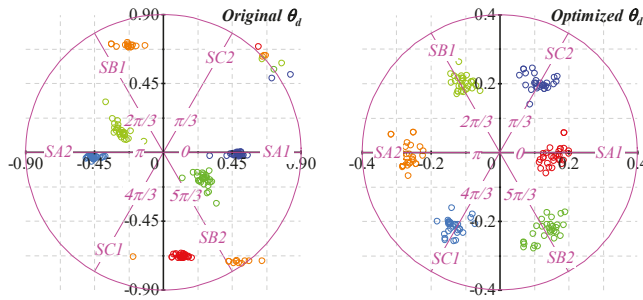 0.90 Original θd
SB1 SC2
0.45
2π/3 π/3
SA2 π 0 SA1
-0.90 -0.45 0.45 0.90
4π/3 5π/3
-0.45
SC1 SB2
-0.90
0.4 Optimized θd
SB1 SC2
0.2
2π/3 π/3
SA2 π 0 SA1
-0.4 -0.2 0.2 0.4
4π/3 5π/3
-0.2
SC1 SB2
-0.4